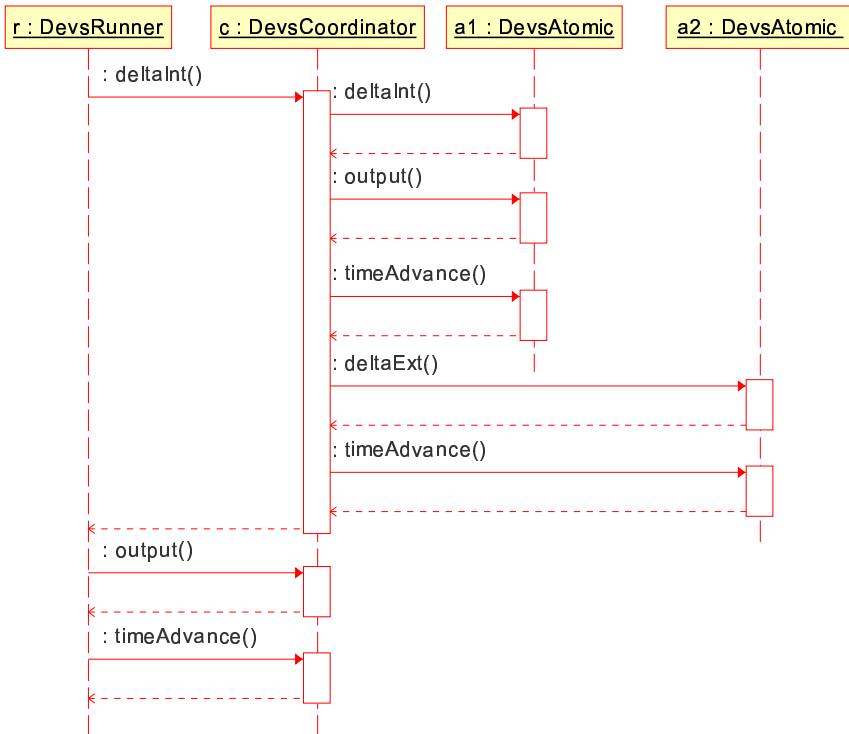 r : DevsRunner
c : DevsCoordinator
a1 : DevsAtomic
a2 : DevsAtomic
: deltaInt()
: deltaInt()
: output()
: timeAdvance()
: deltaExt()
: timeAdvance()
: output()
: timeAdvance()